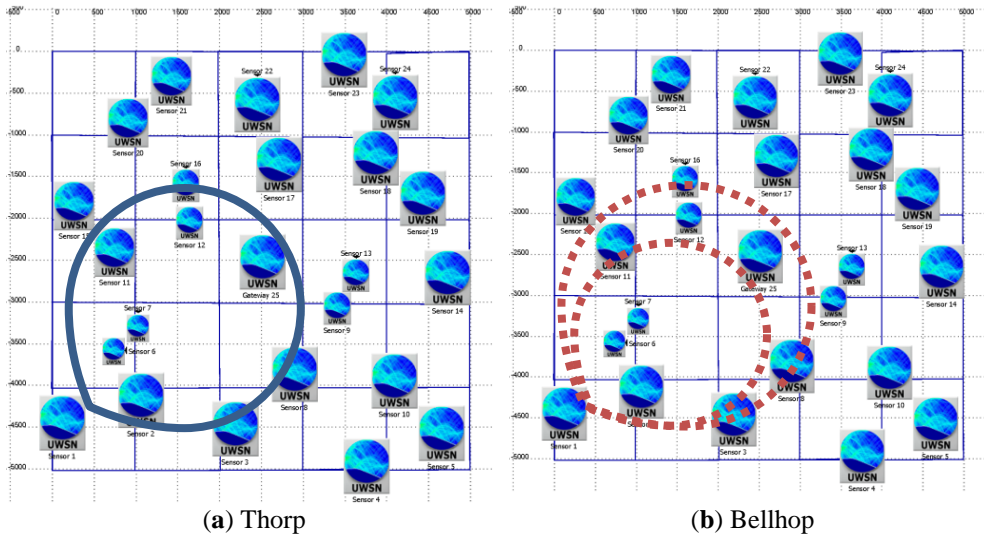 -500 0 500 1000 1500 2000 2500 3000 3500 4000 4500 5000
0
-500
-1000
-1500
-2000
-2500
-3000
-3500
-4000
-4500
-5000
UWSN
Sensor 23
Sensor 24
UWSN
Sensor 22
UWSN
UWSN
Sensor 21
UWSN
Sensor 20
Sensor 16
UWSN
UWSN
Sensor 17
UWSN
Sensor 18
UWSN
Sensor 19
UWSN
Sensor
UWSN
Sensor 12
UWSN
Sensor 11
UWSN
Gateway 25
Sensor 13
UWSN
UWSN
Sensor 14
UWSN
Sensor 9
Sensor 7
UWSN
UWSN
Sensor 6
UWSN
Sensor 8
UWSN
Sensor 10
UWSN
Sensor 2
UWSN
Sensor 1
UWSN
Sensor 3
UWSN
Sensor 5
UWSN
Sensor 4
(a) Thorp
-500 0 500 1000 1500 2000 2500 3000 3500 4000 4500 5000
0
-500
-1000
-1500
-2000
-2500
-3000
-3500
-4000
-4500
-5000
UWSN
Sensor 23
Sensor 24
UWSN
Sensor 22
UWSN
UWSN
Sensor 21
UWSN
Sensor 20
Sensor 16
UWSN
UWSN
Sensor 17
UWSN
Sensor 18
UWSN
Sensor 19
UWSN
Sensor
UWSN
Sensor 12
UWSN
Sensor 11
UWSN
Gateway 25
Sensor 13
UWSN
UWSN
Sensor 14
UWSN
Sensor 9
Sensor 7
UWSN
UWSN
Sensor 6
UWSN
Sensor 8
UWSN
Sensor 10
UWSN
UWSN
Sensor 1
UWSN
Sensor 3
UWSN
Sensor 5
UWSN
Sensor 4
(b) Bellhop